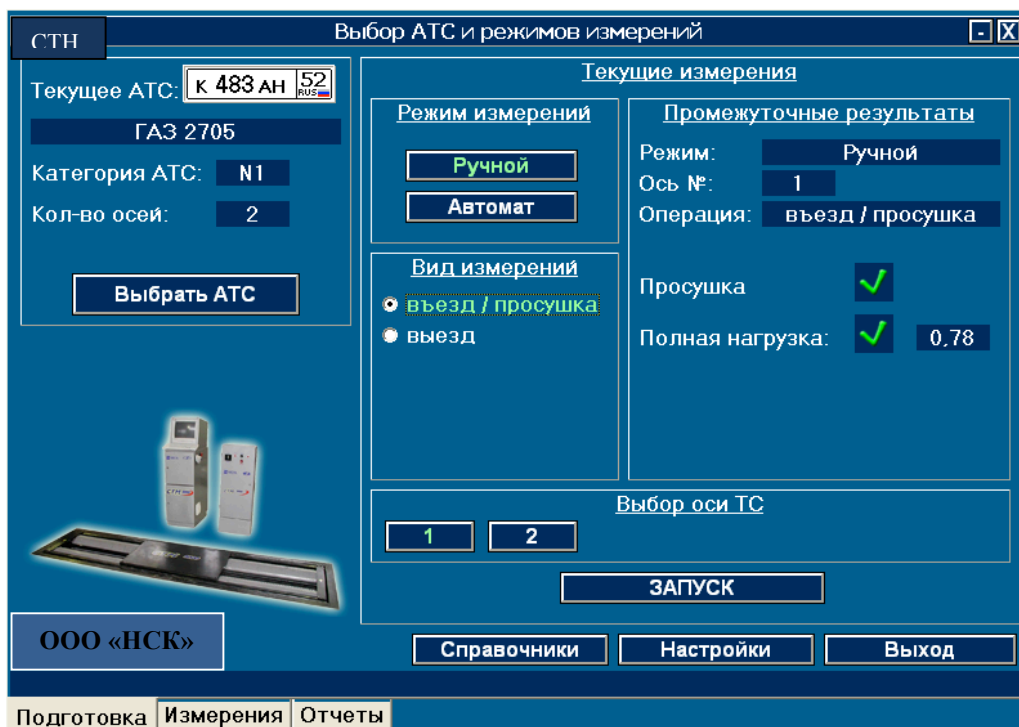 СТН
Выбор АТС и режимов измерений
Текущее АТС: К 483 АН 52 RUS
ГАЗ 2705
Категория АТС: N1
Кол-во осей: 2
Выбрать АТС
Текущие измерения
Режим измерений
Ручной
Автомат
Вид измерений
въезд / просушка
выезд
Промежуточные результаты
Режим: Ручной
Ось №: 1
Операция: въезд / просушка
Просушка
Полная нагрузка: 0,78
Выбор оси ТС
1 2
ЗАПУСК
ООО «НСК»
Справочники Настройки Выход
Подготовка Измерения Отчеты